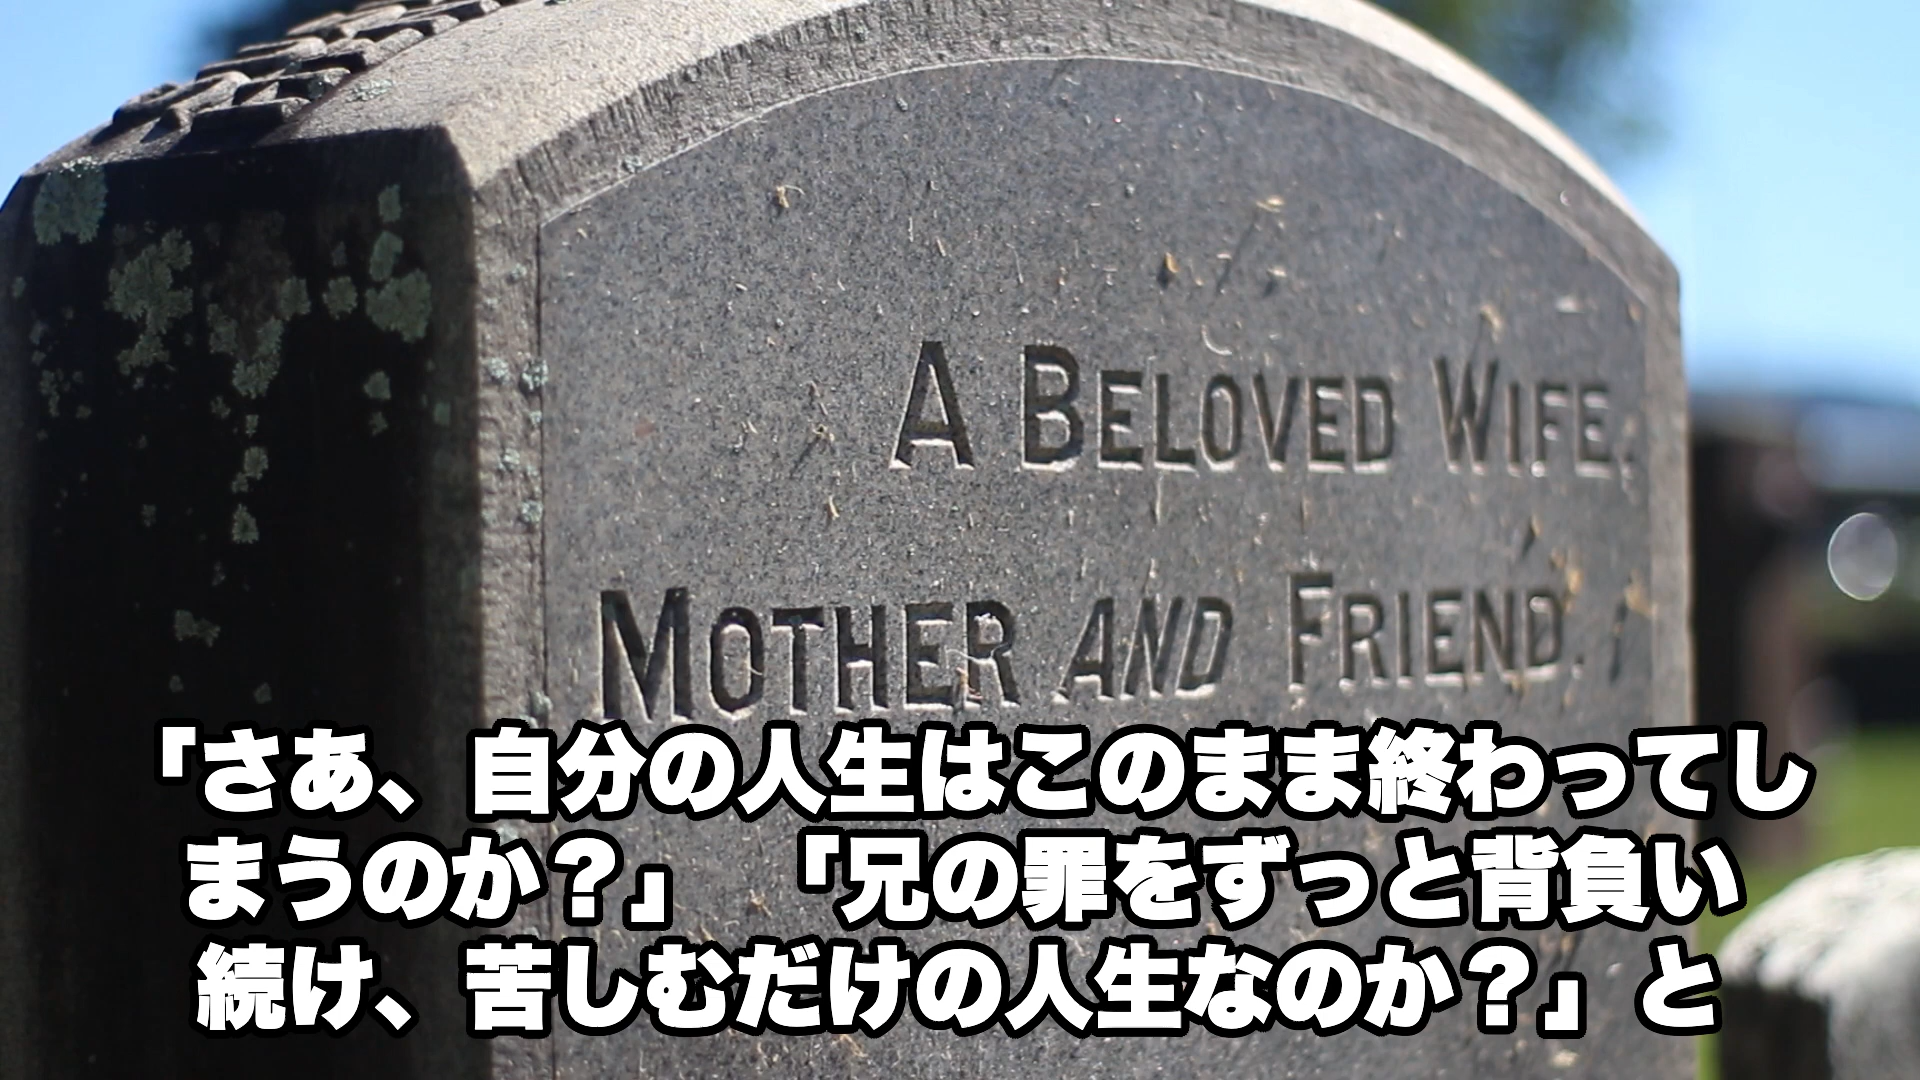 A BELOVED WIFE,
MOTHER AND FRIEND.
「さあ、自分の人生はこのまま終わってし
まうのか？」　「兄の罪をずっと背負い
続け、苦しむだけの人生なのか？」と